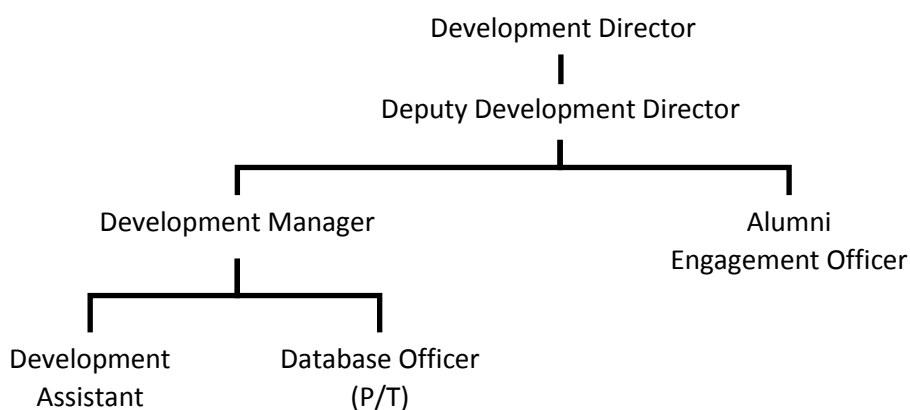 Development Director
Deputy Development Director
Development Manager
Alumni
Engagement Officer
Development
Assistant
Database Officer
(P/T)